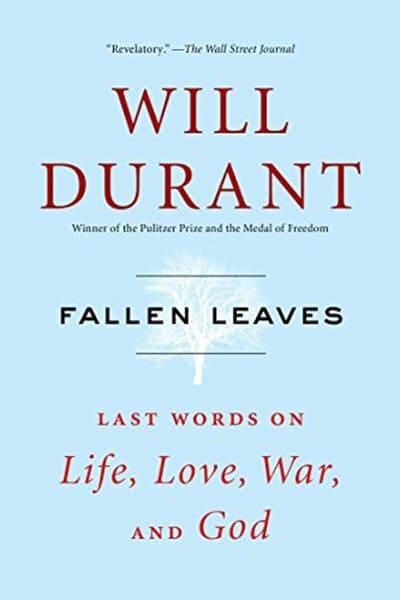 “Revelatory.” —The Wall Street Journal
WILL
DURANT
Winner of the Pulitzer Prize and the Medal of Freedom
FALLEN LEAVES
LAST WORDS ON
Life, Love, War,
AND God